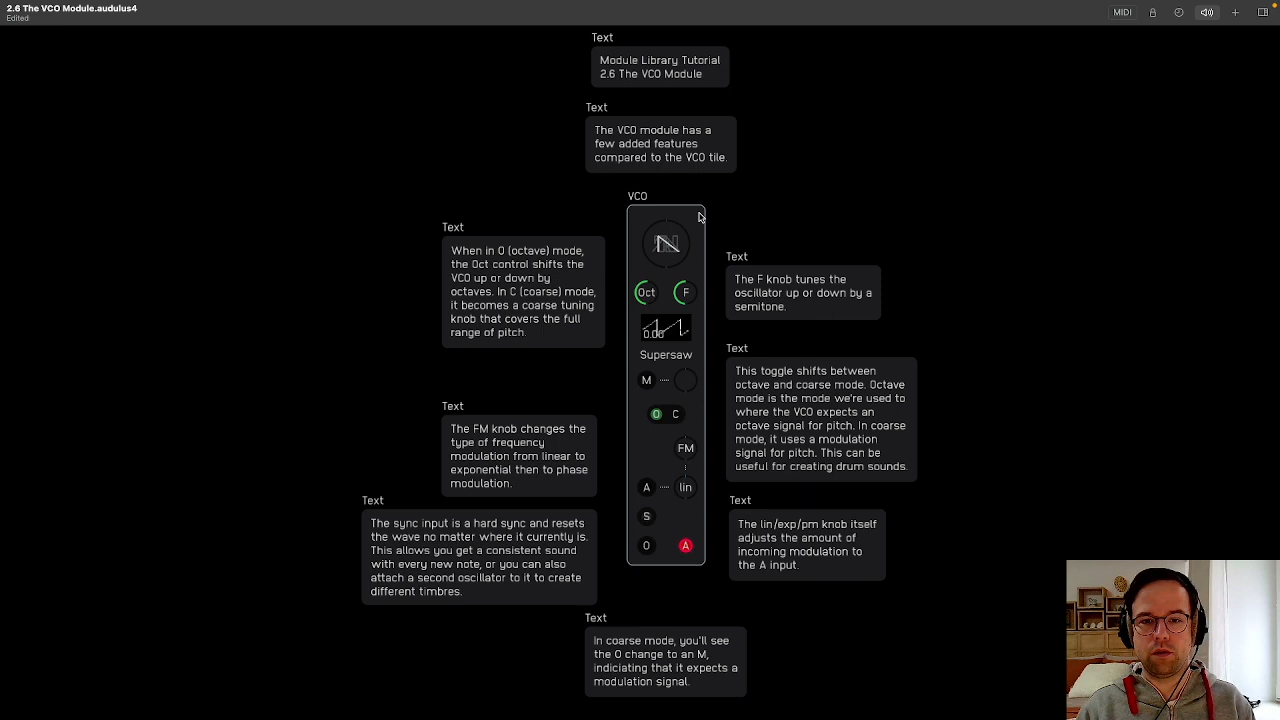 2.6 The VCO Module.audulus4
Edited
MIDI
Text
Module Library Tutorial
2.6 The VCO Module
Text
The VCO module has a
few added features
compared to the VCO tile.
VCO
Oct
F
0.00
Supersaw
M
O C
FM
A
lin
S
O
A
Text
When in O (octave) mode,
the Oct control shifts the
VCO up or down by
octaves. In C (coarse) mode,
it becomes a coarse tuning
knob that covers the full
range of pitch.
Text
The F knob tunes the
oscillator up or down by a
semitone.
Text
This toggle shifts between
octave and coarse mode. Octave
mode is the mode we're used to
where the VCO expects an
octave signal for pitch. In coarse
mode, it uses a modulation
signal for pitch. This can be
useful for creating drum sounds.
Text
The FM knob changes the
type of frequency
modulation from linear to
exponential then to phase
modulation.
Text
The sync input is a hard sync and resets
the wave no matter where it currently is.
This allows you get a consistent sound
with every new note, or you can also
attach a second oscillator to it to create
different timbres.
Text
The lin/exp/pm knob itself
adjusts the amount of
incoming modulation to
the A input.
Text
In coarse mode, you'll see
the O change to an M,
indiciating that it expects a
modulation signal.